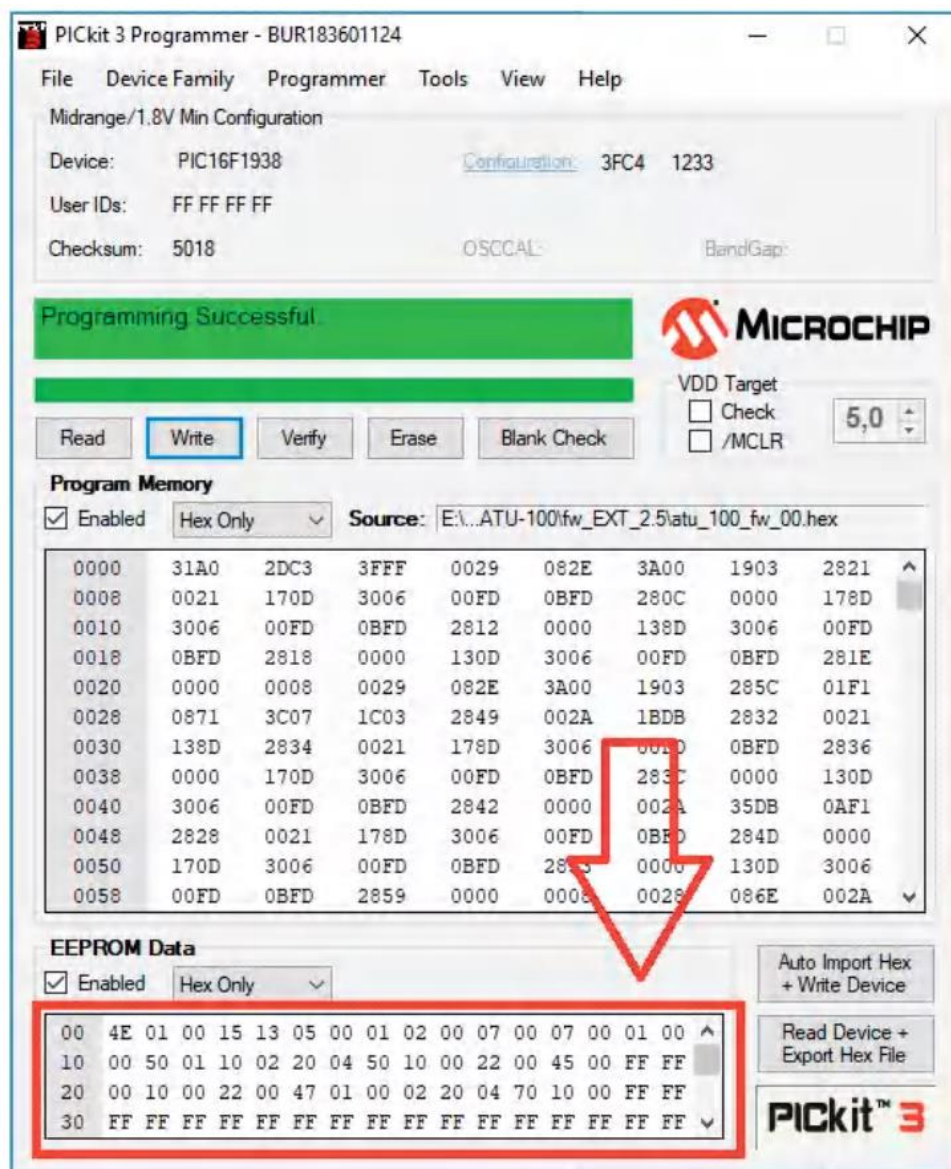 PICkit 3 Programmer - BUR183601124
File Device Family Programmer Tools View Help
Midrange/1.8V Min Configuration
Device: PIC16F1938 Configuration: 3FC4 1233
User IDs: FF FF FF FF
Checksum: 5018 OSCCAL: BandGap:
Programming Successful.
MICROCHIP
VDD Target
Check
/MCLR
5,0
Read Write Verify Erase Blank Check
Program Memory
Enabled Hex Only Source: E:\...ATU-100\fw_EXT_2.5\atu_100_fw_00.hex
0000 31A0 2DC3 3FFF 0029 082E 3A00 1903 2821
0008 0021 170D 3006 00FD 0BFD 280C 0000 178D
0010 3006 00FD 0BFD 2812 0000 138D 3006 00FD
0018 0BFD 2818 0000 130D 3006 00FD 0BFD 281E
0020 0000 0008 0029 082E 3A00 1903 285C 01F1
0028 0871 3C07 1C03 2849 002A 1BDB 2832 0021
0030 138D 2834 0021 178D 3006 0BFD 2836
0038 0000 170D 3006 00FD 0BFD 283C 0000 130D
0040 3006 00FD 0BFD 2842 0000 002A 35DB 0AF1
0048 2828 0021 178D 3006 00FD 0BFD 284D 0000
0050 170D 3006 00FD 0BFD 0000 130D 3006
0058 00FD 0BFD 2859 0000 0008 0028 086E 002A
EEPROM Data
Enabled Hex Only
00 4E 01 00 15 13 05 00 01 02 00 07 00 07 00 01 00
10 00 50 01 10 02 20 04 50 10 00 22 00 45 00 FF FF
20 00 10 00 22 00 47 01 00 02 20 04 70 10 00 FF FF
30 FF FF FF FF FF FF FF FF FF FF FF FF FF FF FF FF
Auto Import Hex
+ Write Device
Read Device +
Export Hex File
PICkit™ 3